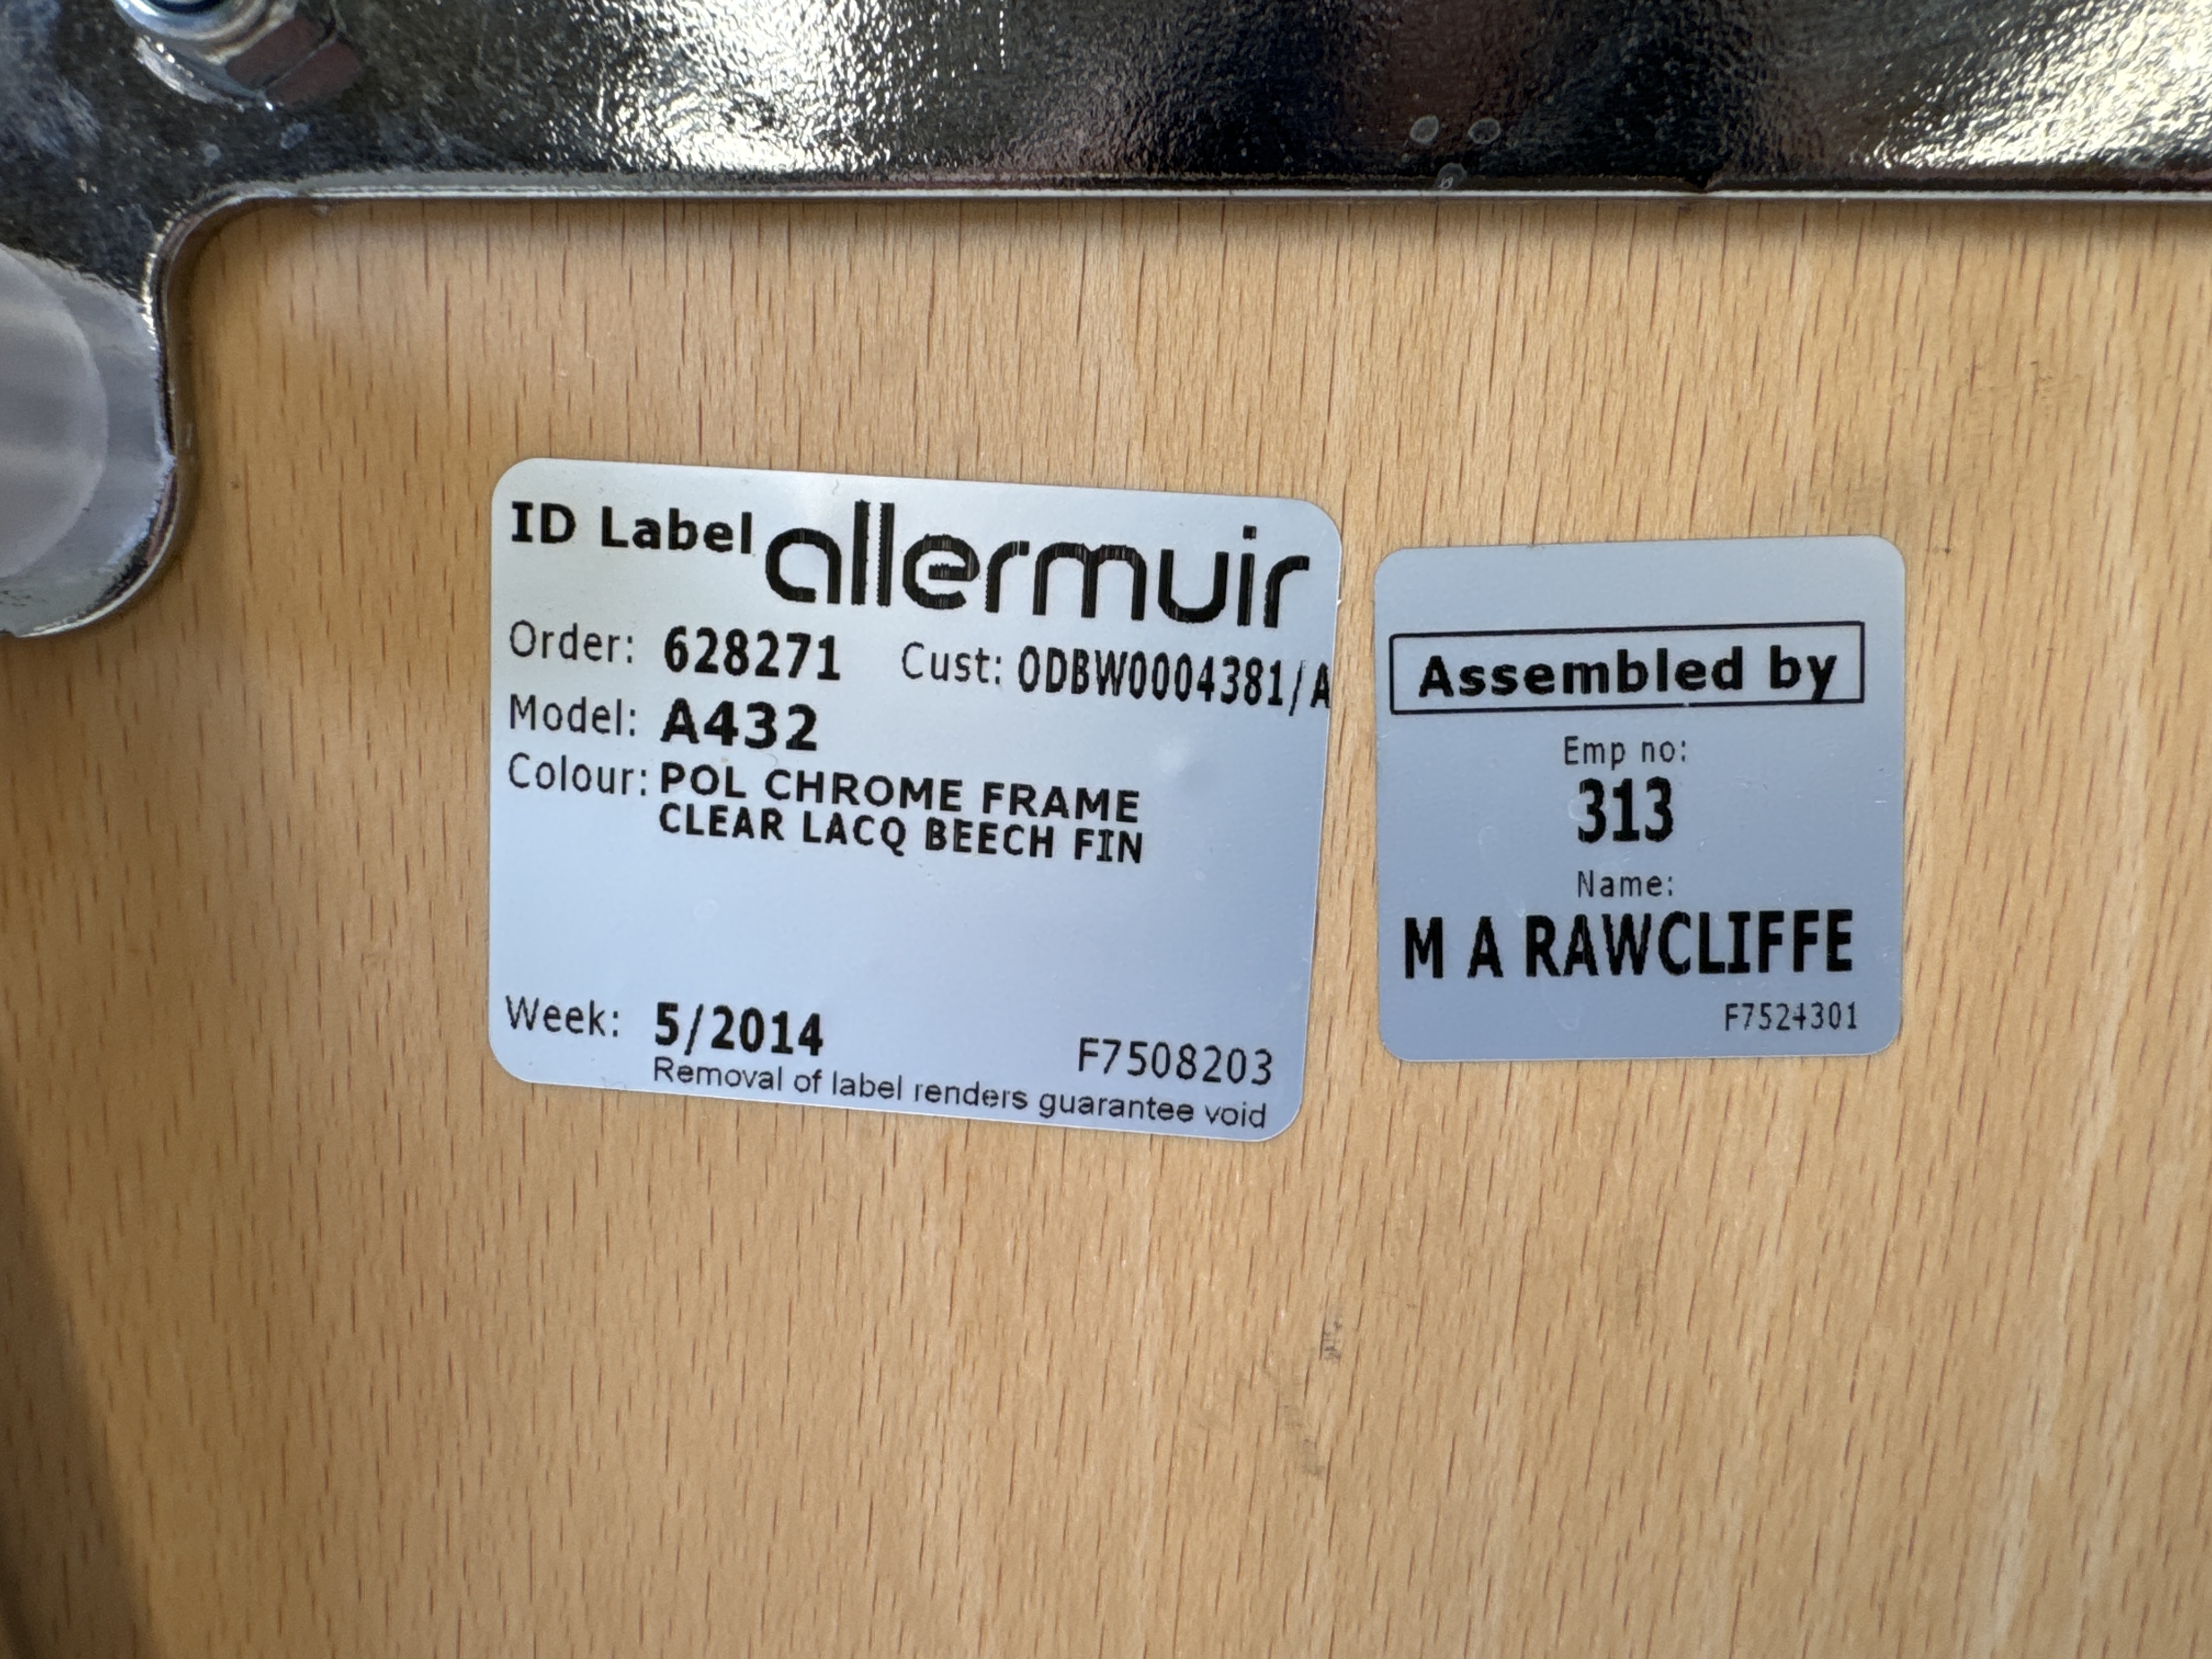 ID Label allermuir
Order: 628271 Cust: ODBW0004381/A
Model: A432
Colour: POL CHROME FRAME
CLEAR LACQ BEECH FIN
Week: 5/2014 F7508203
Removal of label renders guarantee void
Assembled by
Emp no:
313
Name:
M A RAWCLIFFE
F7524301